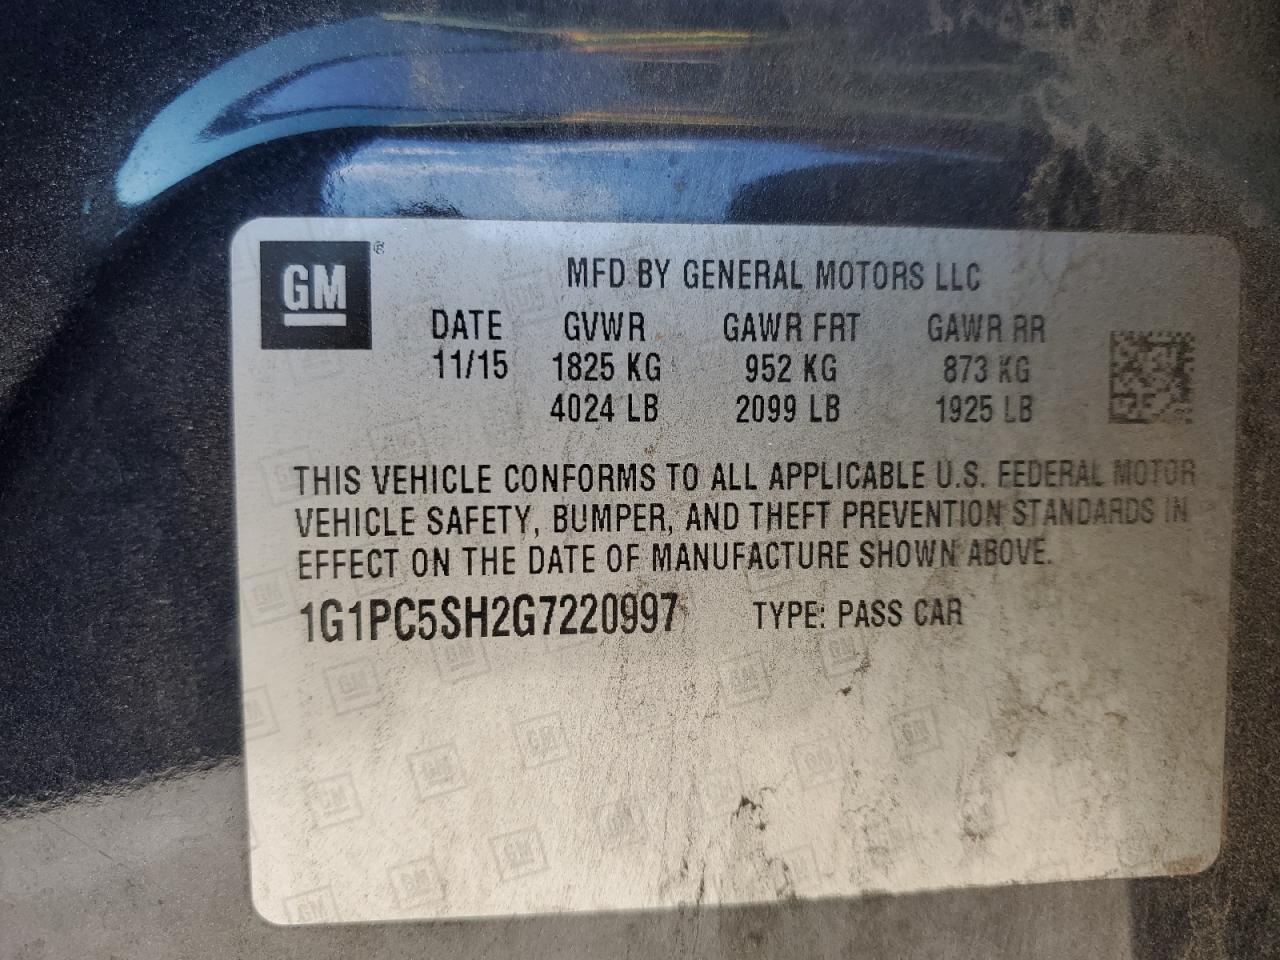 GM®
MFD BY GENERAL MOTORS LLC
DATE GVWR GAWR FRT GAWR RR
11/15 1825 KG 952 KG 873 KG
4024 LB 2099 LB 1925 LB
THIS VEHICLE CONFORMS TO ALL APPLICABLE U.S. FEDERAL MOTOR
VEHICLE SAFETY, BUMPER, AND THEFT PREVENTION STANDARDS IN
EFFECT ON THE DATE OF MANUFACTURE SHOWN ABOVE.
1G1PC5SH2G7220997 TYPE: PASS CAR